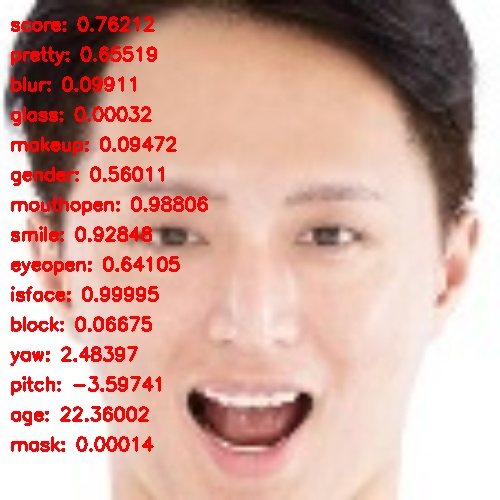 score: 0.76212
pretty: 0.65519
blur: 0.09911
glass: 0.00032
makeup: 0.09472
gender: 0.56011
mouthopen: 0.98806
smile: 0.92848
eyeopen: 0.64105
isface: 0.99995
block: 0.06675
yaw: 2.48397
pitch: -3.59741
age: 22.36002
mask: 0.00014